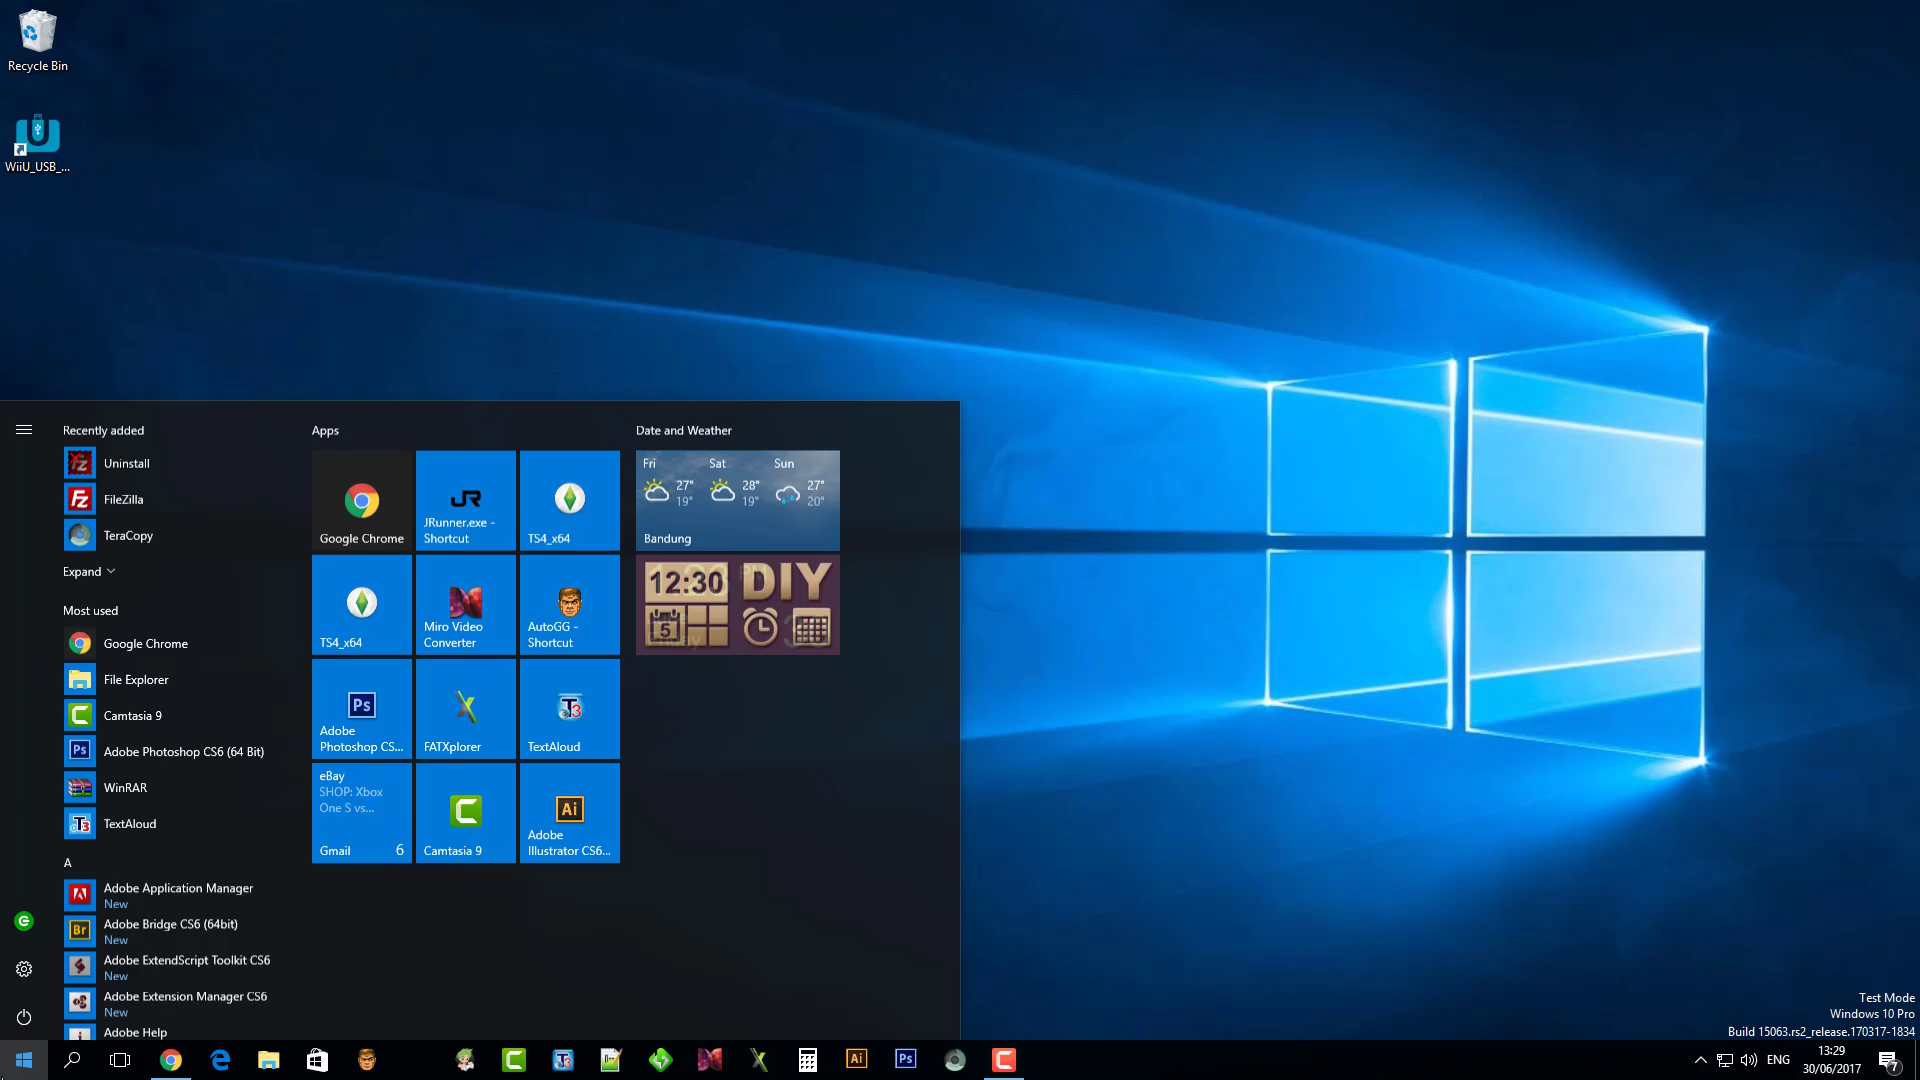 Recycle Bin
WiiU_USB_...
Recently added
Uninstall
FileZilla
TeraCopy
Expand
Most used
Google Chrome
File Explorer
Camtasia 9
Adobe Photoshop CS6 (64 Bit)
WinRAR
TextAloud
A
Adobe Application Manager
New
Adobe Bridge CS6 (64bit)
New
Adobe ExtendScript Toolkit CS6
New
Adobe Extension Manager CS6
New
Adobe Help
Apps
Google Chrome
JR
JRunner.exe -
Shortcut
TS4_x64
TS4_x64
Miro Video
Converter
AutoGG -
Shortcut
Ps
Adobe
Photoshop CS...
FATXplorer
TextAloud
eBay
SHOP: Xbox
One S vs...
Gmail 6
Camtasia 9
Ai
Adobe
Illustrator CS6...
Date and Weather
Fri Sat Sun
27° 28° 27°
19° 19° 20°
Bandung
12:30 DIY
5
Test Mode
Windows 10 Pro
Build 15063.rs2_release.170317-1834
ENG
13:29
30/06/2017
7